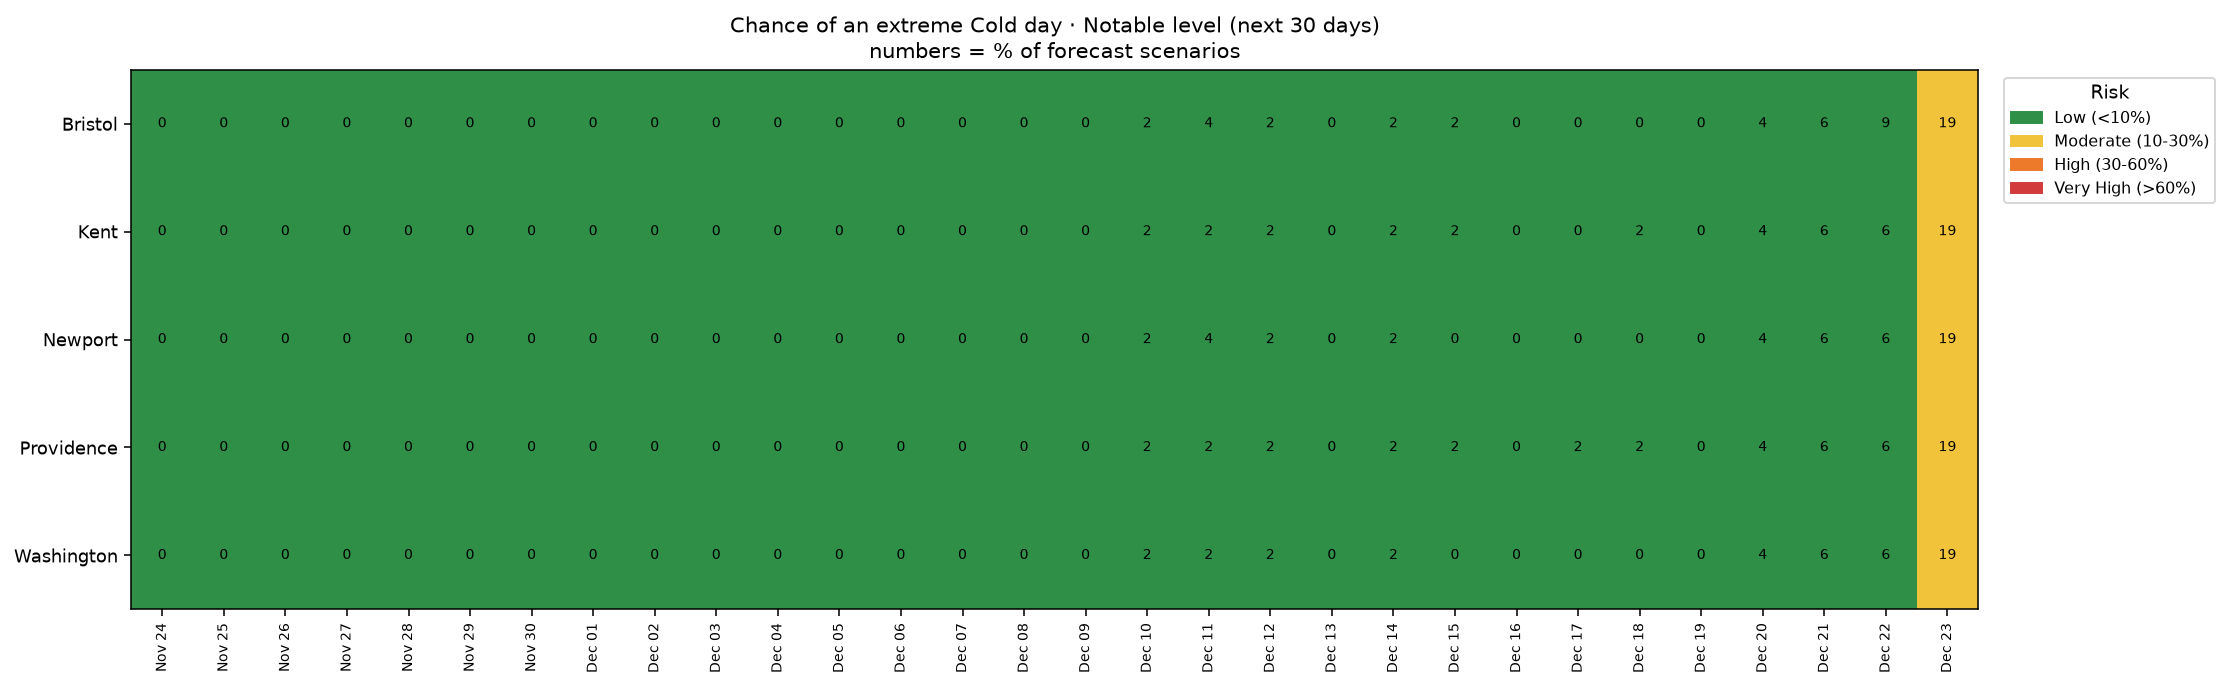 Chance of an extreme Cold day · Notable level (next 30 days)
numbers = % of forecast scenarios
Bristol 0 0 0 0 0 0 0 0 0 0 0 0 0 0 0 0 2 4 2 0 2 2 0 0 0 0 4 6 9 19
Kent 0 0 0 0 0 0 0 0 0 0 0 0 0 0 0 0 2 2 2 0 2 2 0 0 2 0 4 6 6 19
Newport 0 0 0 0 0 0 0 0 0 0 0 0 0 0 0 0 2 4 2 0 2 0 0 0 0 0 4 6 6 19
Providence 0 0 0 0 0 0 0 0 0 0 0 0 0 0 0 0 2 2 2 0 2 2 0 2 2 0 4 6 6 19
Washington 0 0 0 0 0 0 0 0 0 0 0 0 0 0 0 0 2 2 2 0 2 0 0 0 0 0 4 6 6 19
Nov 24 Nov 25 Nov 26 Nov 27 Nov 28 Nov 29 Nov 30 Dec 01 Dec 02 Dec 03 Dec 04 Dec 05 Dec 06 Dec 07 Dec 08 Dec 09 Dec 10 Dec 11 Dec 12 Dec 13 Dec 14 Dec 15 Dec 16 Dec 17 Dec 18 Dec 19 Dec 20 Dec 21 Dec 22 Dec 23
Risk
Low (<10%)
Moderate (10-30%)
High (30-60%)
Very High (>60%)